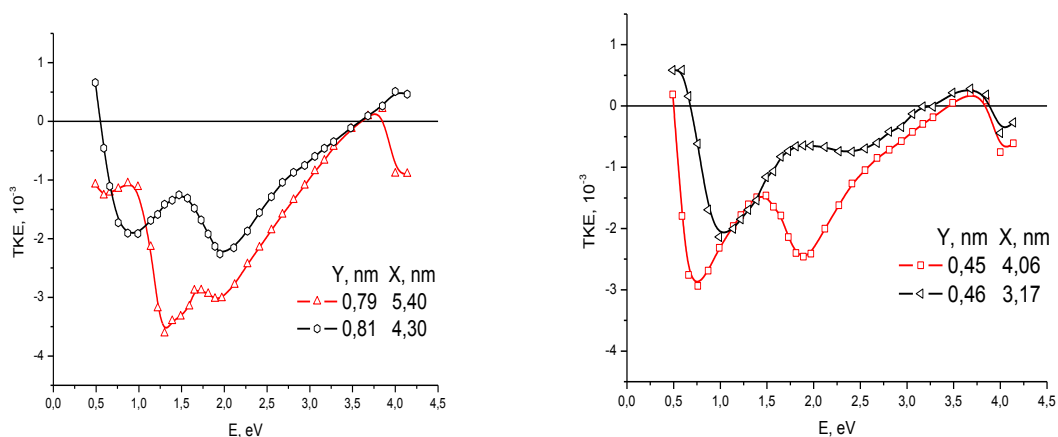 1
0
-1
-2
-3
-4
TKE, 10⁻³
0,0 0,5 1,0 1,5 2,0 2,5 3,0 3,5 4,0 4,5
E, eV
Y, nm X, nm
0,79 5,40
0,81 4,30
1
0
-1
-2
-3
-4
TKE, 10⁻³
0,0 0,5 1,0 1,5 2,0 2,5 3,0 3,5 4,0 4,5
E, eV
Y, nm X, nm
0,45 4,06
0,46 3,17